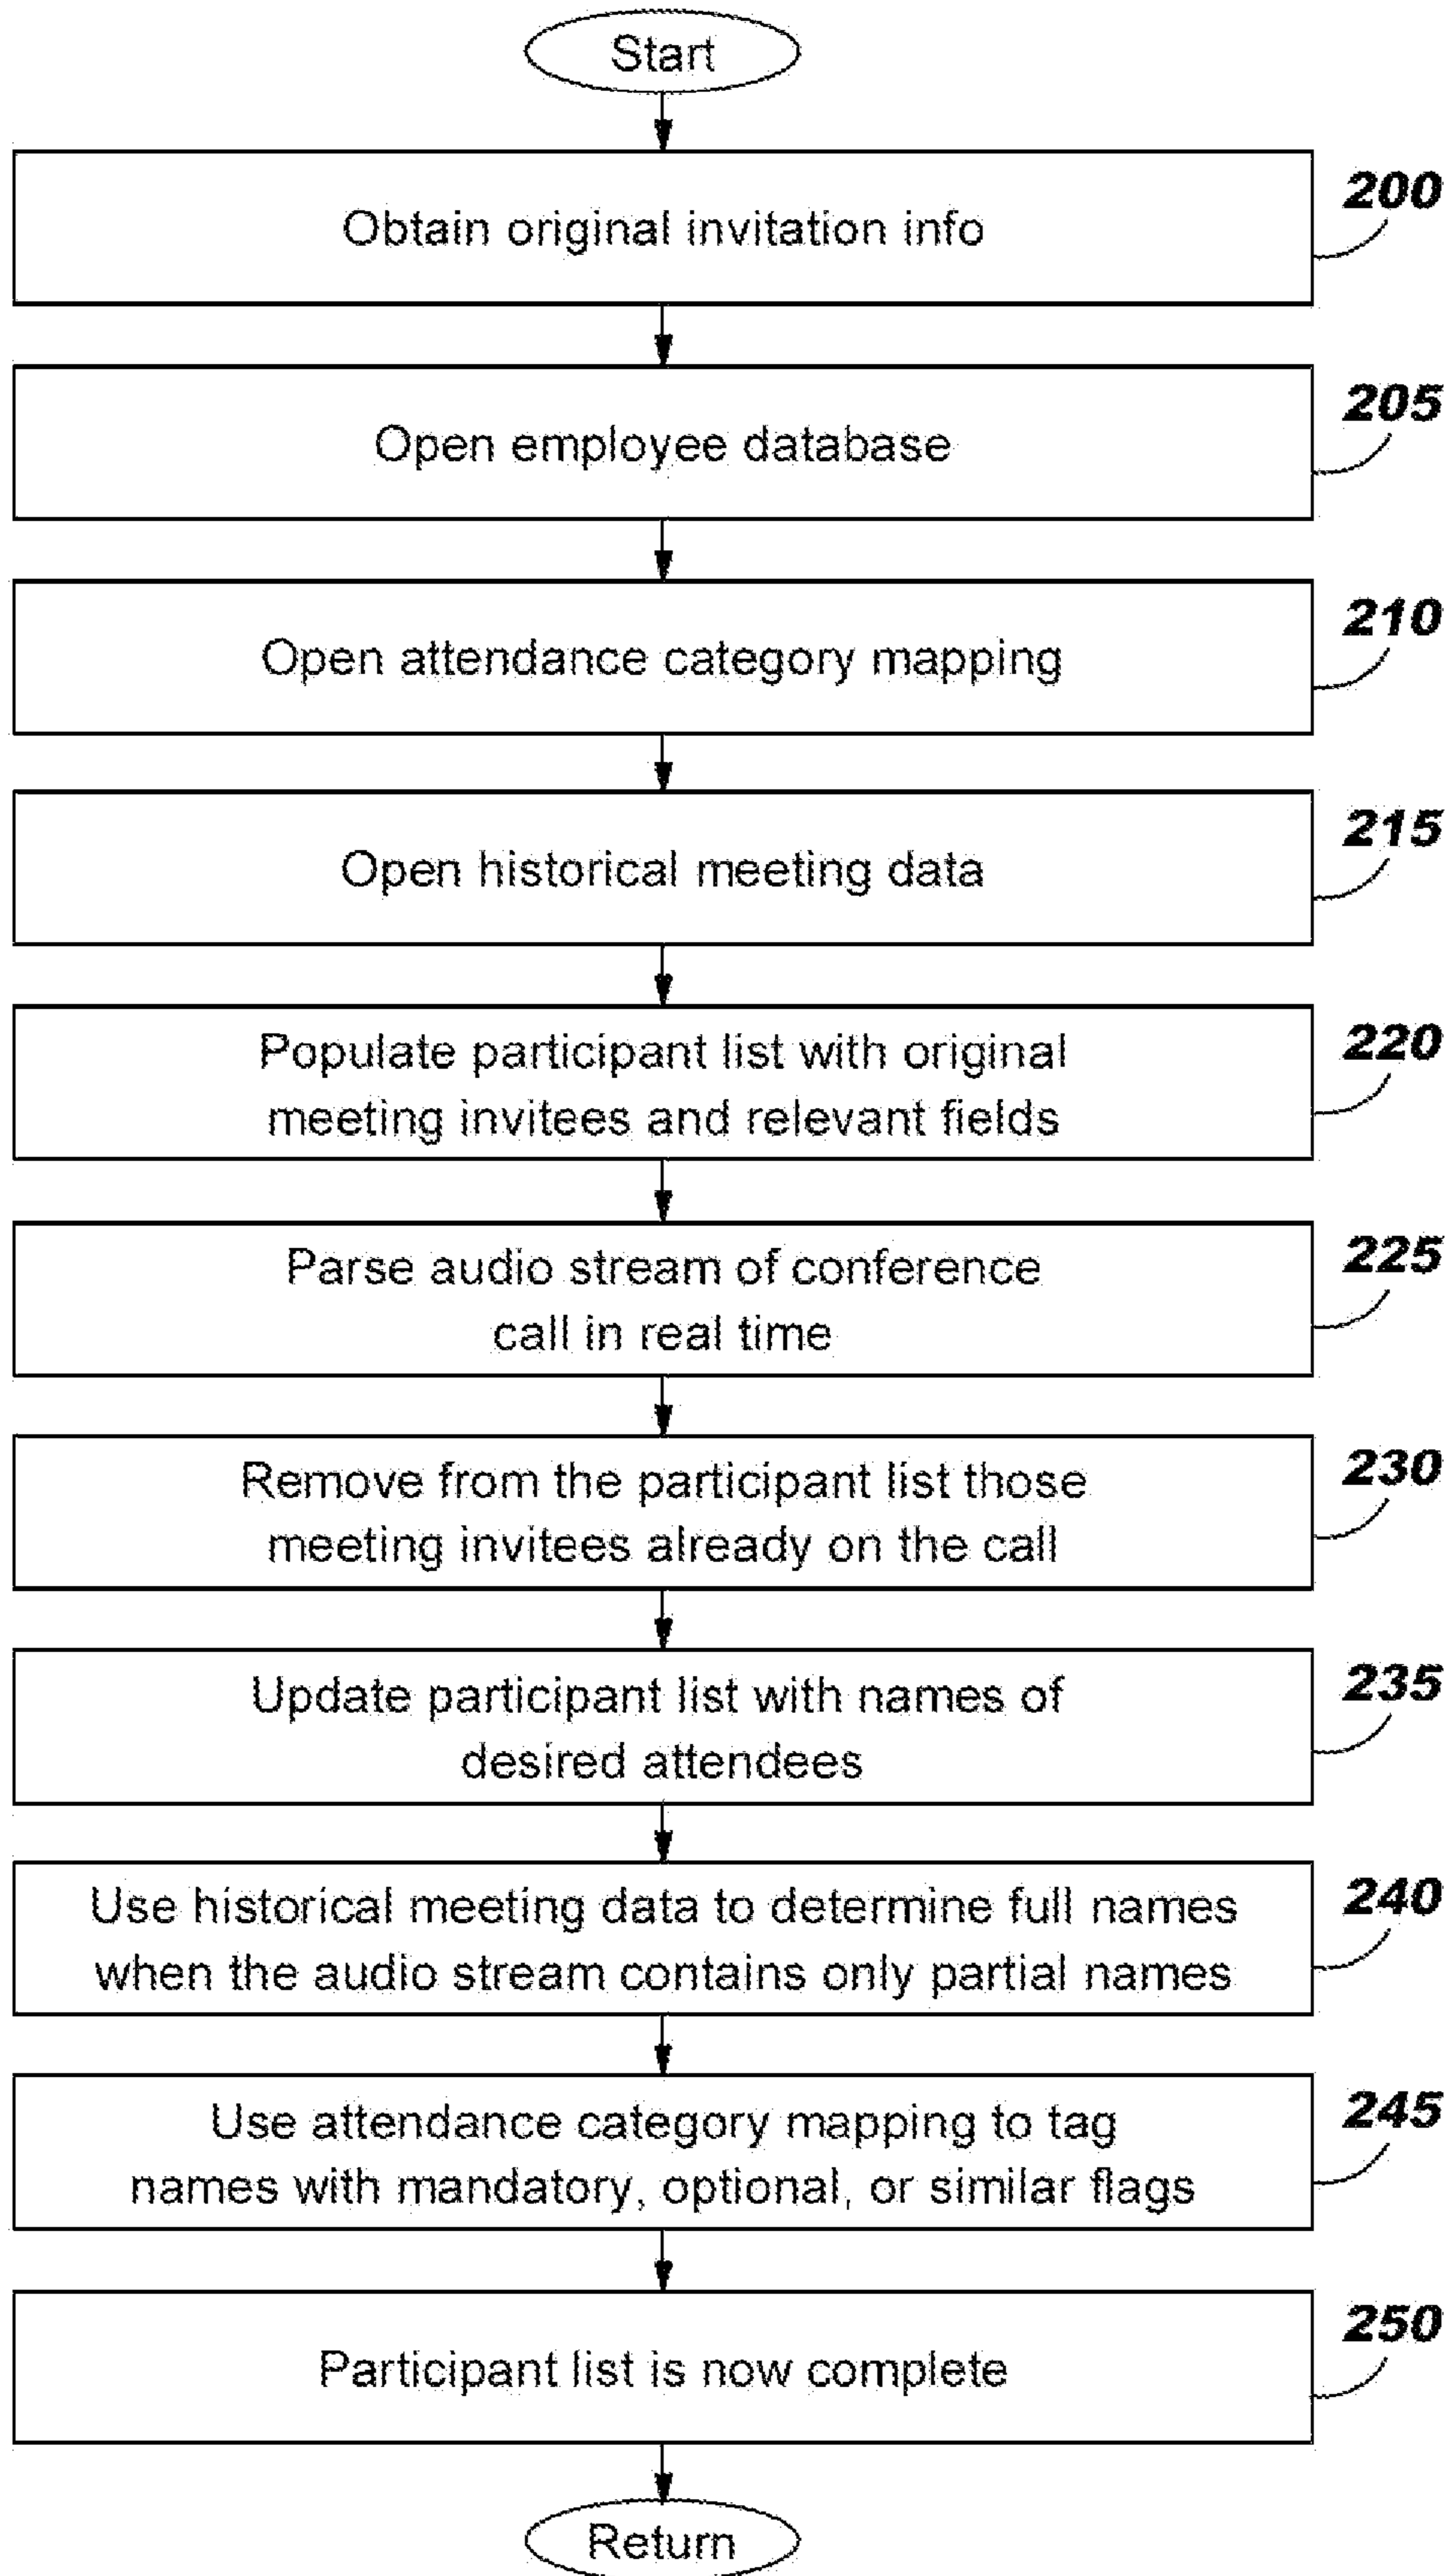 Start
200
Obtain original invitation info
205
Open employee database
210
Open attendance category mapping
215
Open historical meeting data
220
Populate participant list with original
meeting invitees and relevant fields
225
Parse audio stream of conference
call in real time
230
Remove from the participant list those
meeting invitees already on the call
235
Update participant list with names of
desired attendees
240
Use historical meeting data to determine full names
when the audio stream contains only partial names
245
Use attendance category mapping to tag
names with mandatory, optional, or similar flags
250
Participant list is now complete
Return